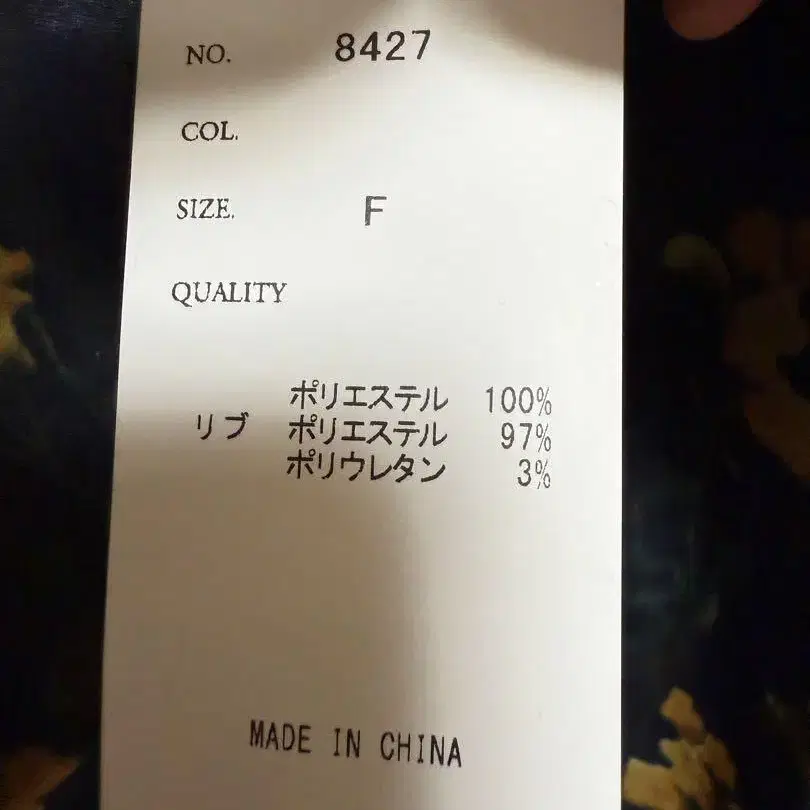 NO. 8427
COL.
SIZE. F
QUALITY
ポリエステル 100%
リブ ポリエステル 97%
ポリウレタン 3%
MADE IN CHINA